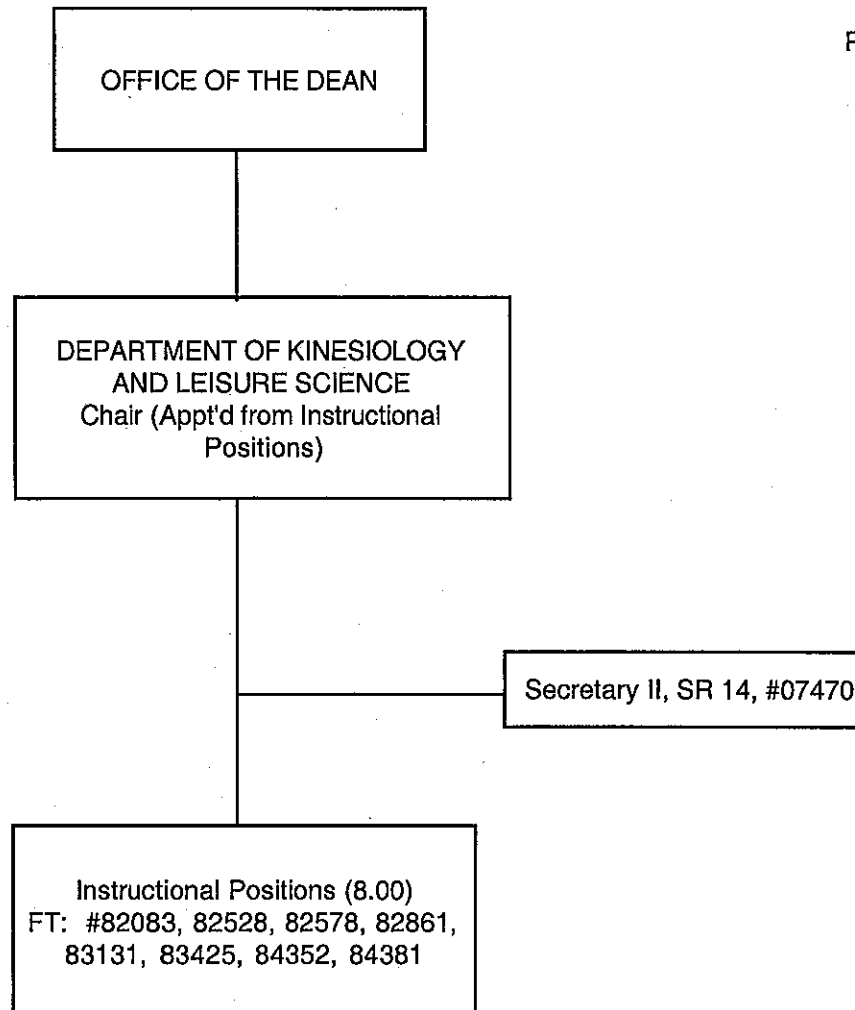 OFFICE OF THE DEAN
DEPARTMENT OF KINESIOLOGY
AND LEISURE SCIENCE
Chair (Appt'd from Instructional
Positions)
Secretary II, SR 14, #07470
Instructional Positions (8.00)
FT: #82083, 82528, 82578, 82861,
83131, 83425, 84352, 84381